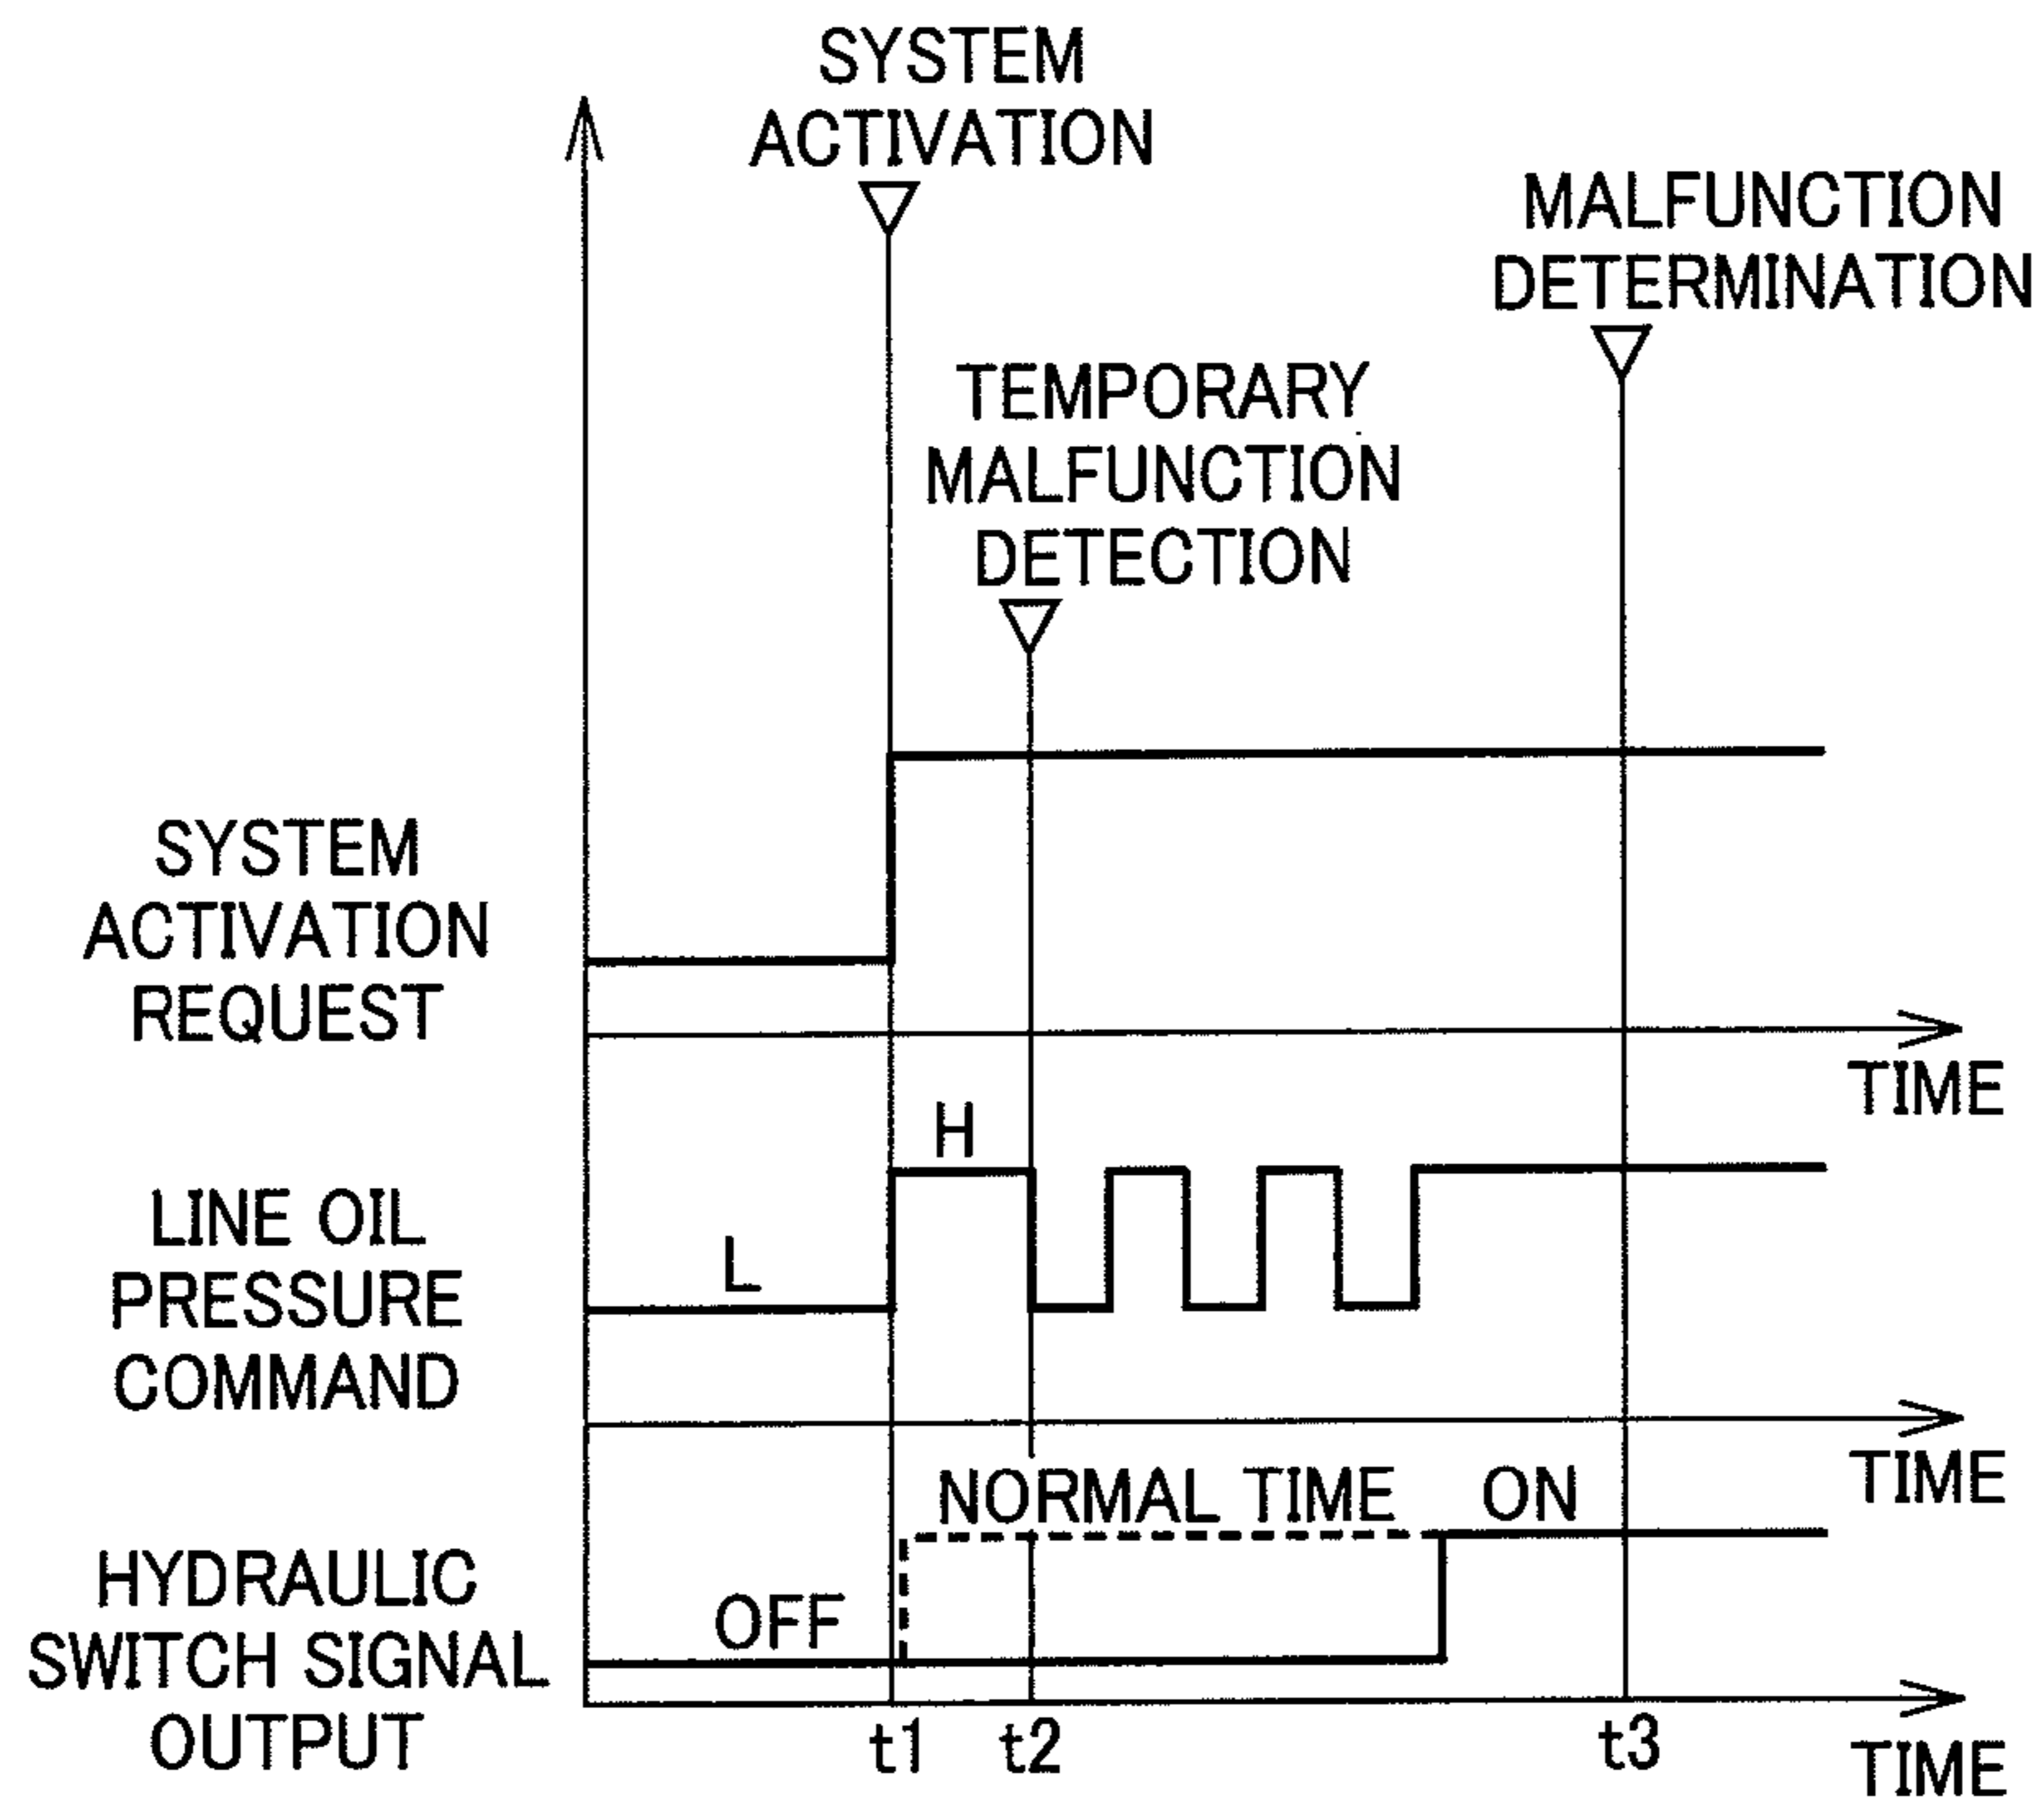 SYSTEM
ACTIVATION
MALFUNCTION
DETERMINATION
TEMPORARY
MALFUNCTION
DETECTION
SYSTEM
ACTIVATION
REQUEST
TIME
H
L
LINE OIL
PRESSURE
COMMAND
TIME
NORMAL TIME
ON
OFF
HYDRAULIC
SWITCH SIGNAL
OUTPUT
t1
t2
t3
TIME